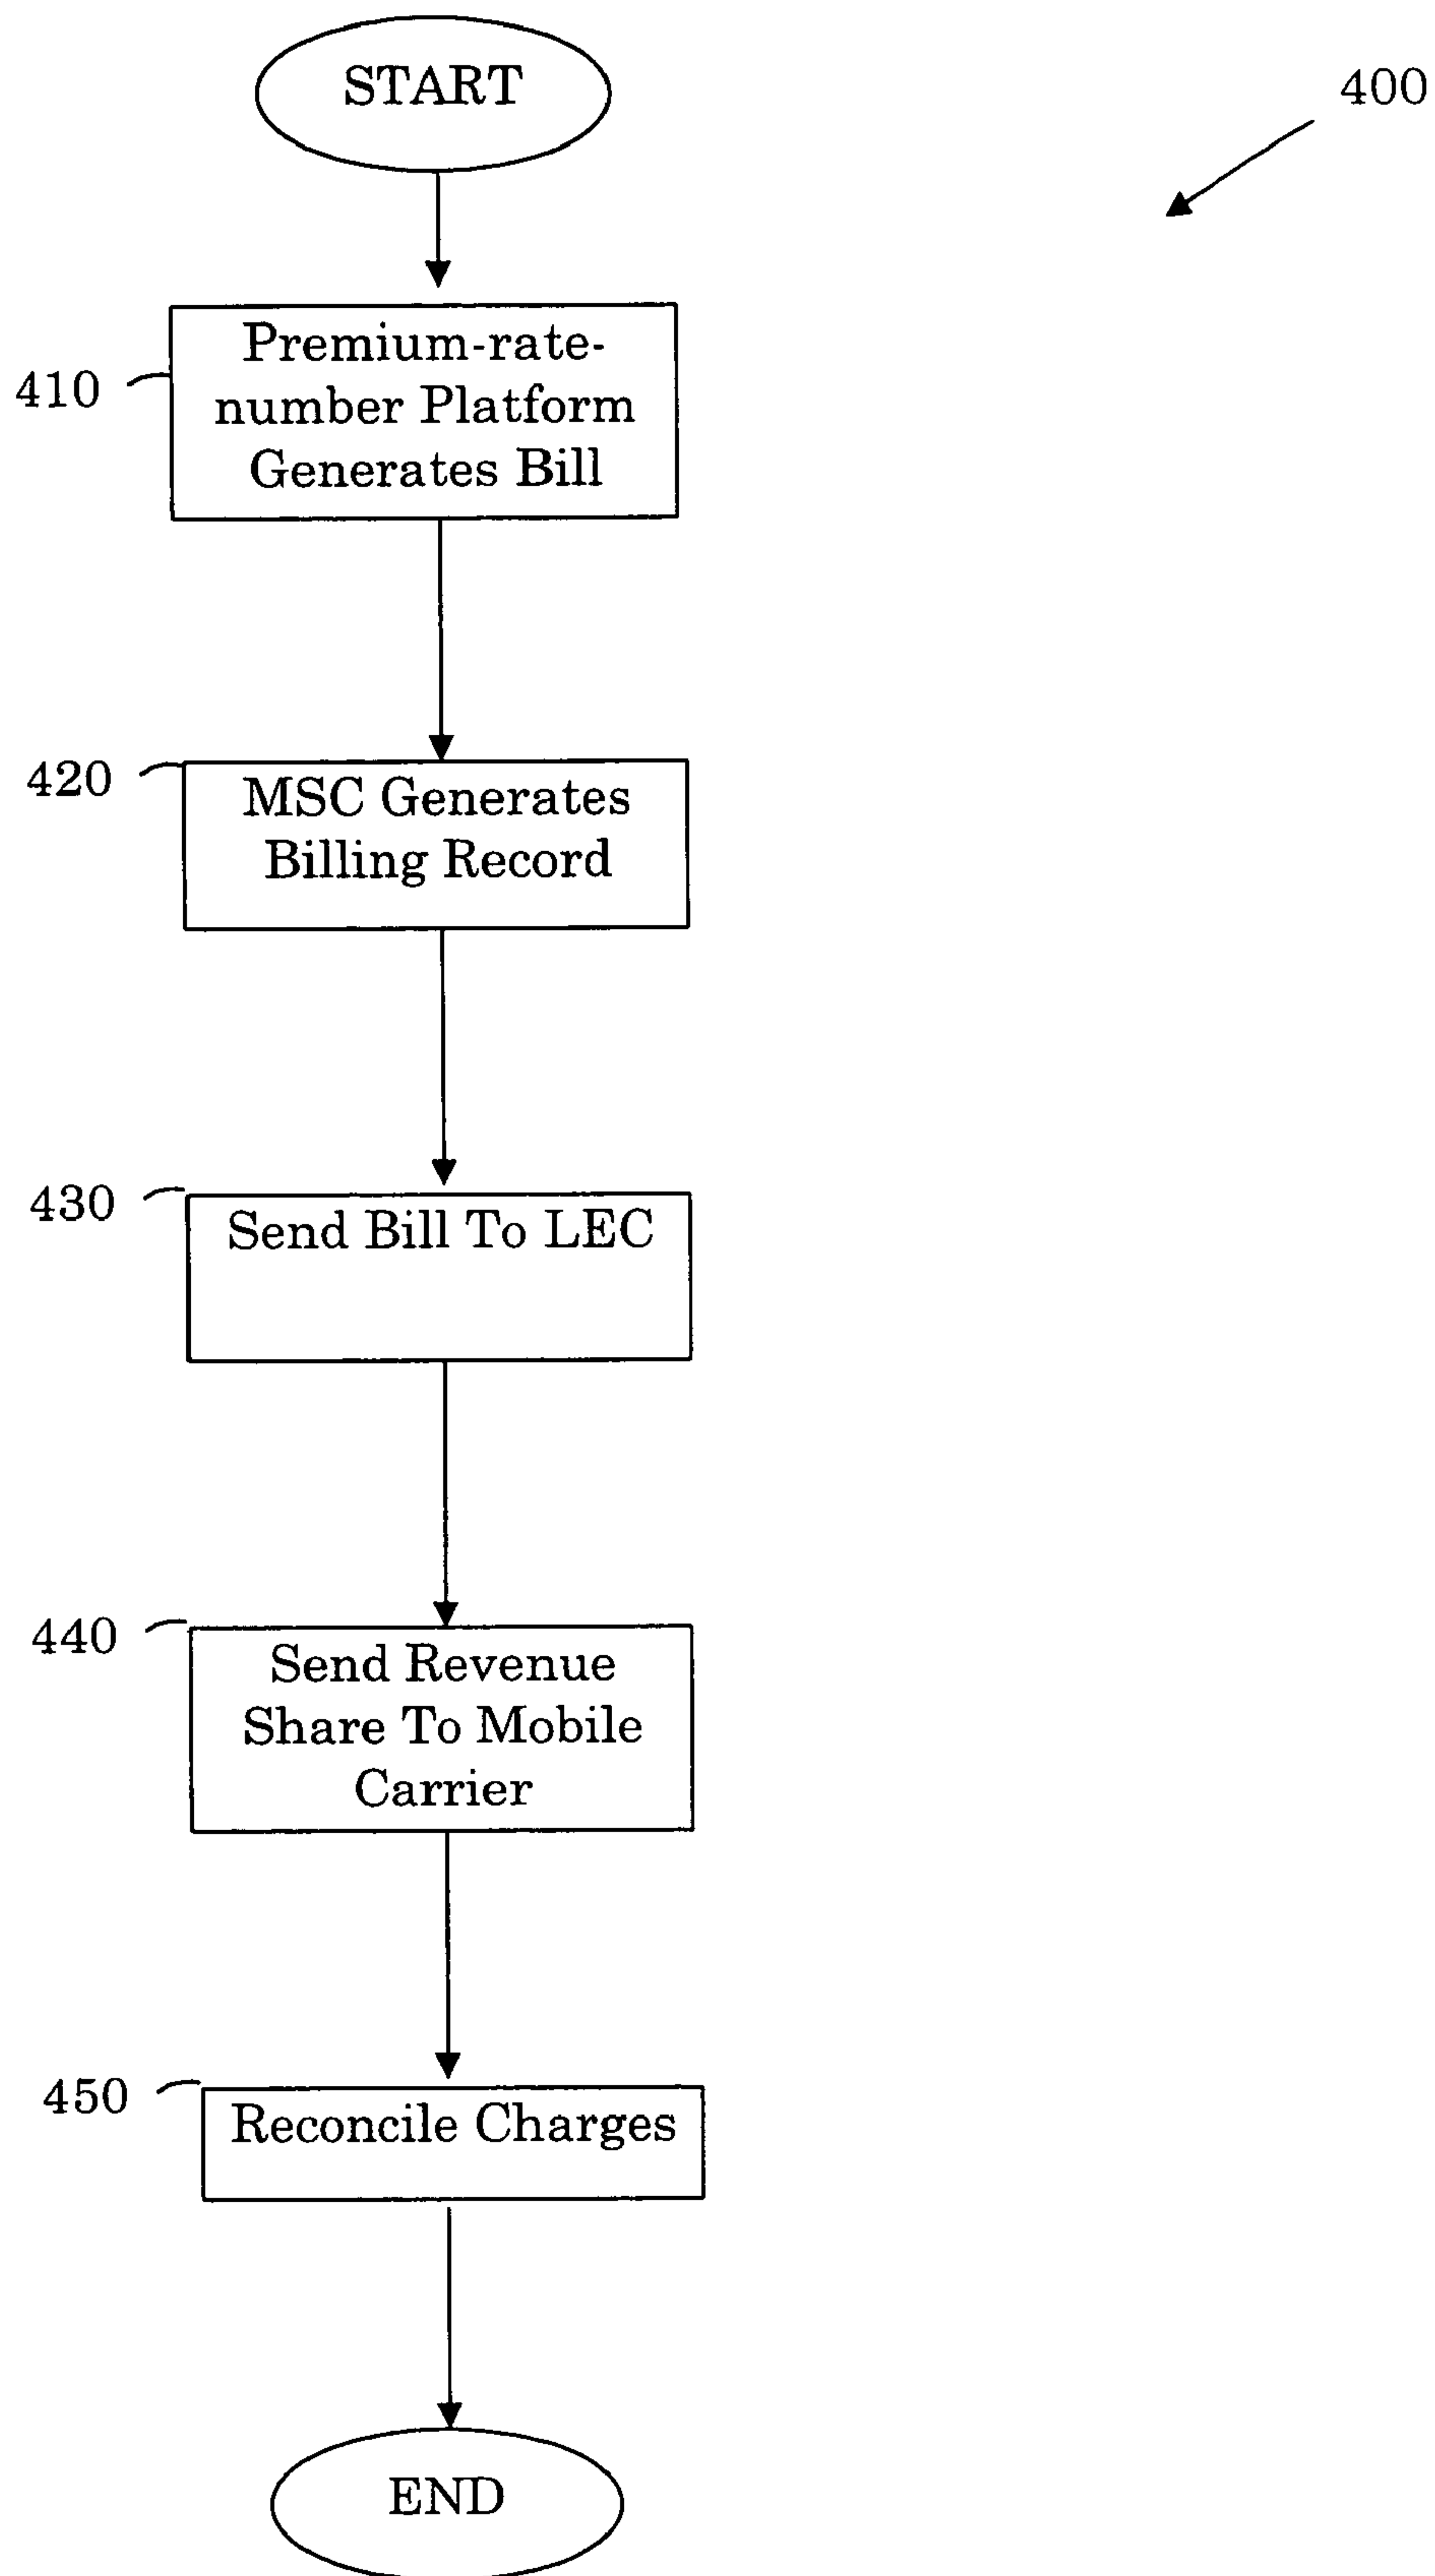 START
400
410
Premium-rate-
number Platform
Generates Bill
420
MSC Generates
Billing Record
430
Send Bill To LEC
440
Send Revenue
Share To Mobile
Carrier
450
Reconcile Charges
END